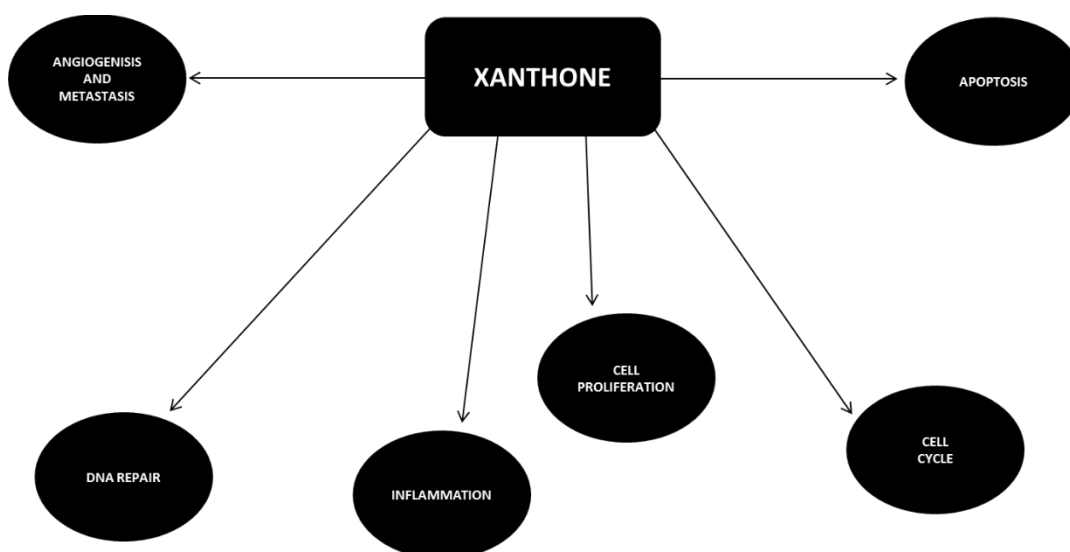 ANGIOGENISIS
AND
METASTASIS
XANTHONE
APOPTOSIS
CELL
PROLIFERATION
CELL
CYCLE
DNA REPAIR
INFLAMMATION